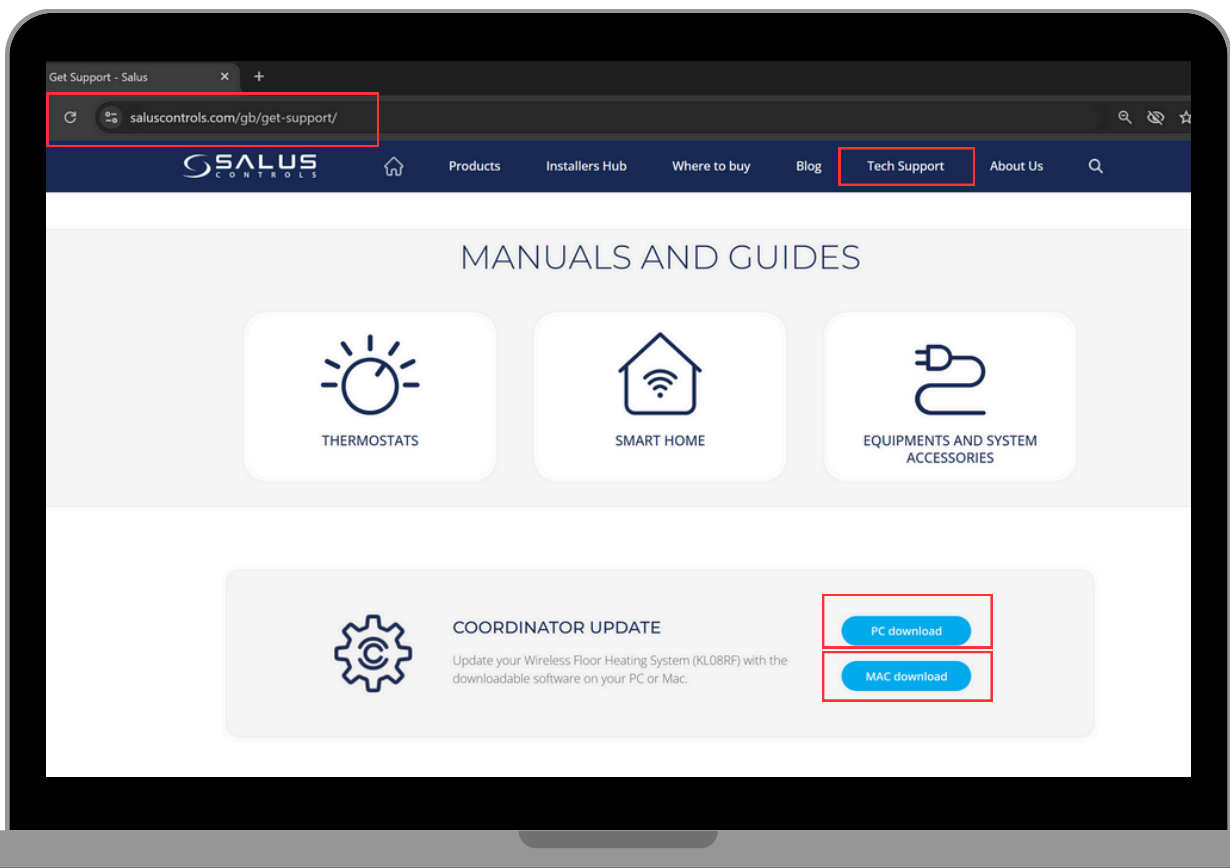 Get Support - Salus
saluscontrols.com/gb/get-support/
SALUS
CONTROLS
Products
Installers Hub
Where to buy
Blog
Tech Support
About Us
MANUALS AND GUIDES
THERMOSTATS
SMART HOME
EQUIPMENTS AND SYSTEM
ACCESSORIES
COORDINATOR UPDATE
Update your Wireless Floor Heating System (KL08RF) with the
downloadable software on your PC or Mac.
PC download
MAC download